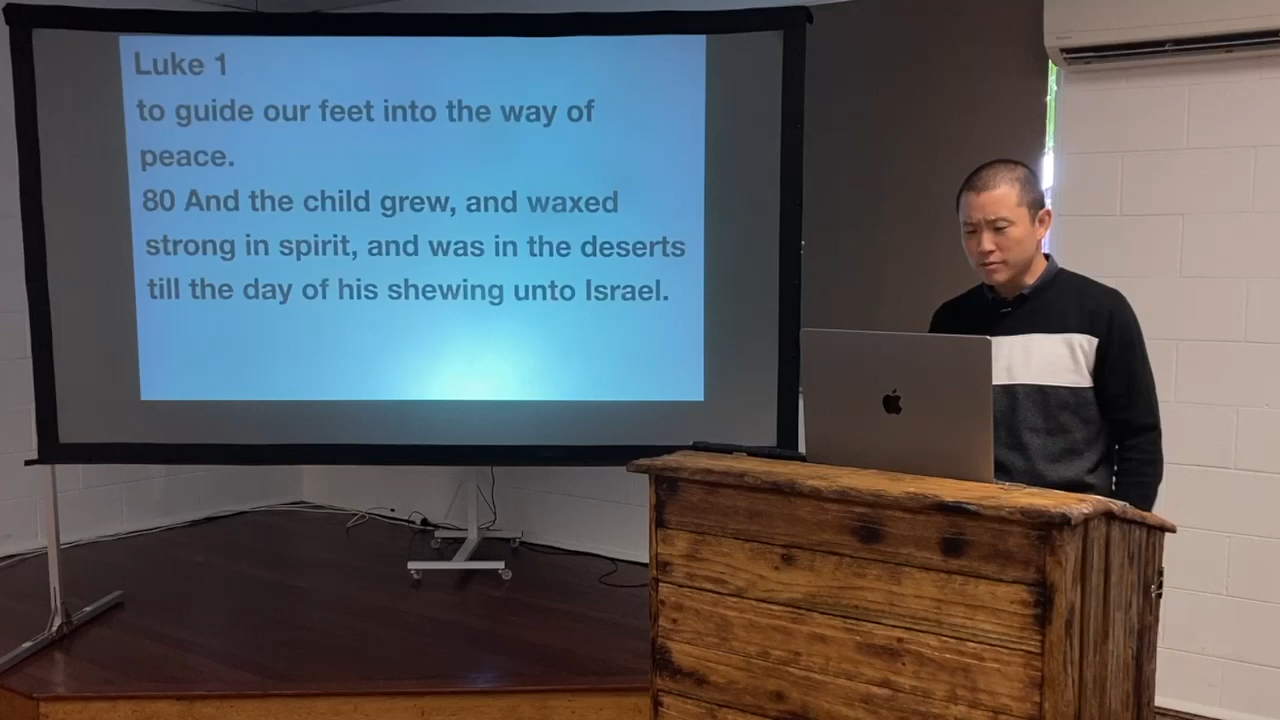 Luke 1
to guide our feet into the way of
peace.
80 And the child grew, and waxed
strong in spirit, and was in the deserts
till the day of his shewing unto Israel.